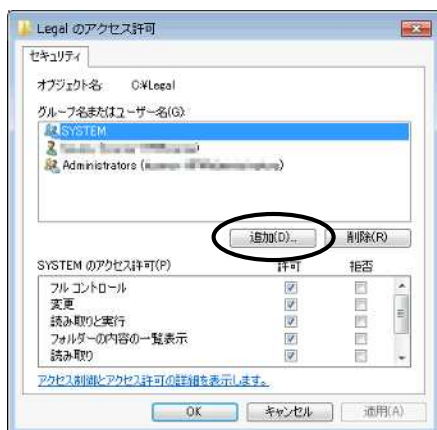 Legal のアクセス許可
セキュリティ
オブジェクト名: C:¥Legal
グループ名またはユーザー名(G):
SYSTEM
Administrators (
追加(D)... 削除(R)
SYSTEM のアクセス許可(P) 許可 拒否
フル コントロール
変更
読み取りと実行
フォルダーの内容の一覧表示
読み取り
アクセス制御とアクセス許可の詳細を表示します。
OK キャンセル 適用(A)